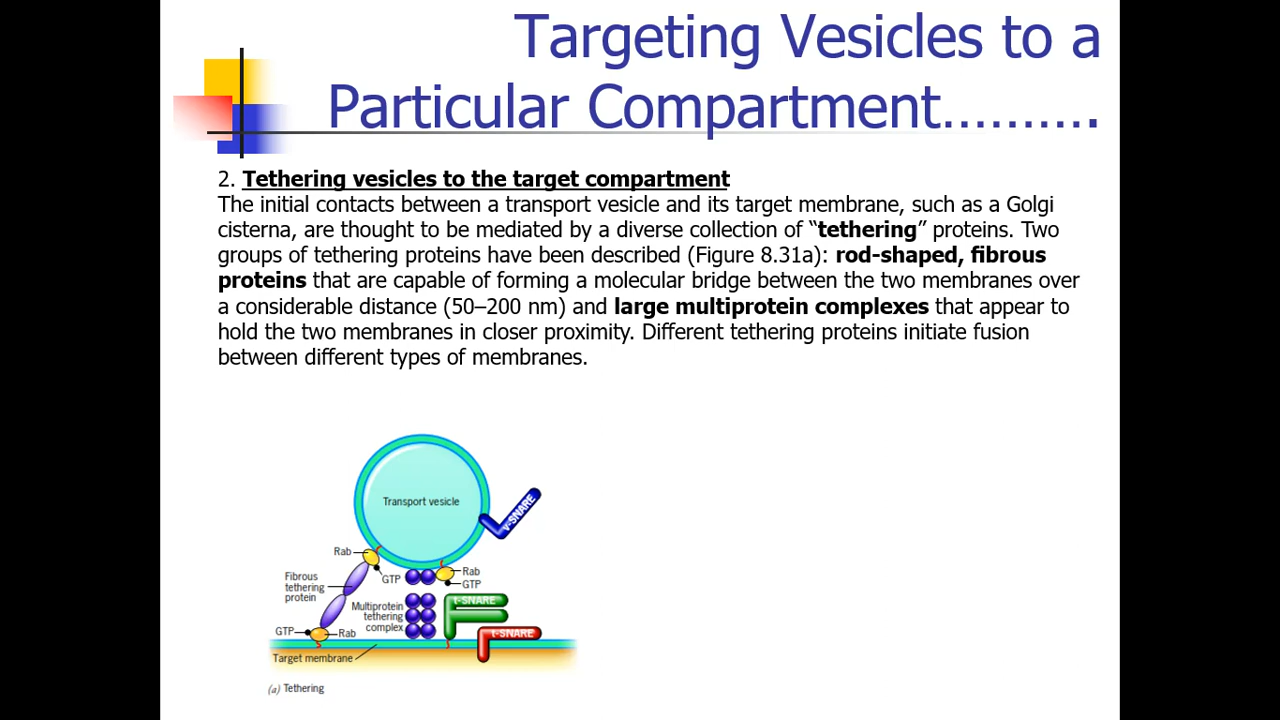 Targeting Vesicles to a
Particular Compartment……….
2. Tethering vesicles to the target compartment
The initial contacts between a transport vesicle and its target membrane, such as a Golgi
cisterna, are thought to be mediated by a diverse collection of “tethering” proteins. Two
groups of tethering proteins have been described (Figure 8.31a): rod-shaped, fibrous
proteins that are capable of forming a molecular bridge between the two membranes over
a considerable distance (50–200 nm) and large multiprotein complexes that appear to
hold the two membranes in closer proximity. Different tethering proteins initiate fusion
between different types of membranes.
Transport vesicle
v-SNARE
Rab
GTP
Rab
GTP
Fibrous
tethering
protein
Multiprotein
tethering
complex
t-SNARE
t-SNARE
GTP
Rab
Target membrane
(a) Tethering